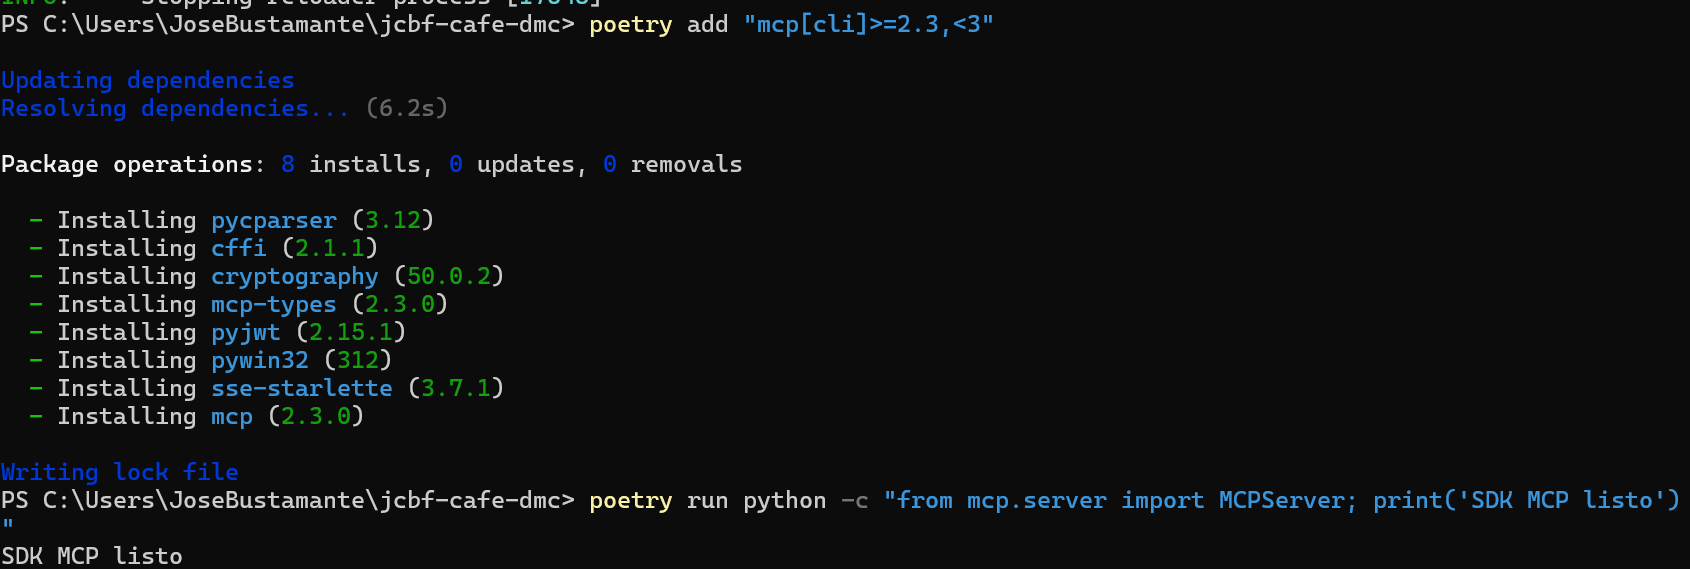 PS C:\Users\JoseBustamante\jcbf-cafe-dmc> poetry add "mcp[cli]>=2.3,<3"
Updating dependencies
Resolving dependencies... (6.2s)
Package operations: 8 installs, 0 updates, 0 removals
- Installing pycparser (3.12)
- Installing cffi (2.1.1)
- Installing cryptography (50.0.2)
- Installing mcp-types (2.3.0)
- Installing pyjwt (2.15.1)
- Installing pywin32 (312)
- Installing sse-starlette (3.7.1)
- Installing mcp (2.3.0)
Writing lock file
PS C:\Users\JoseBustamante\jcbf-cafe-dmc> poetry run python -c "from mcp.server import MCPServer; print('SDK MCP listo')
"
SDK MCP listo